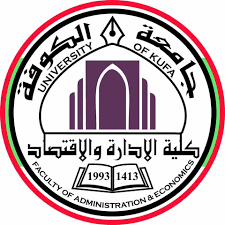 جامعة الكوفة
UNIVERSITY OF KUFA
كلية الإدارة والاقتصاد
1993 1413
FACULTY OF ADMINISTRATION & ECONOMICS